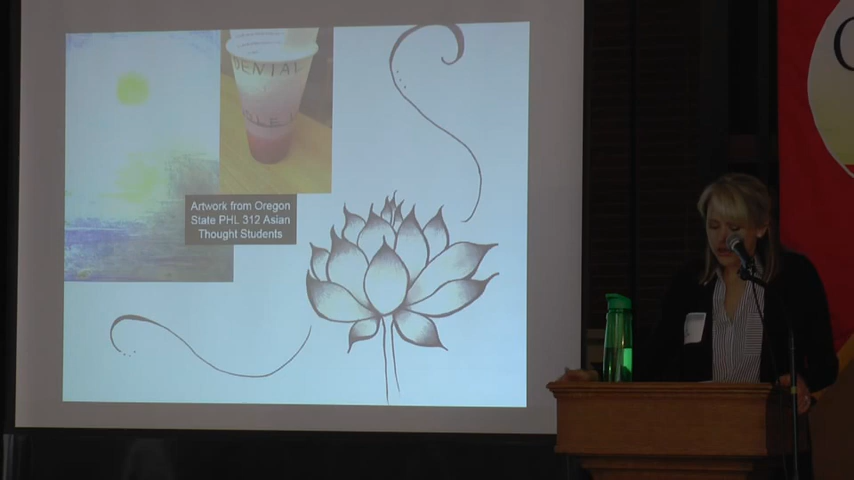 DENIAL
Artwork from Oregon
State PHL 312 Asian
Thought Students